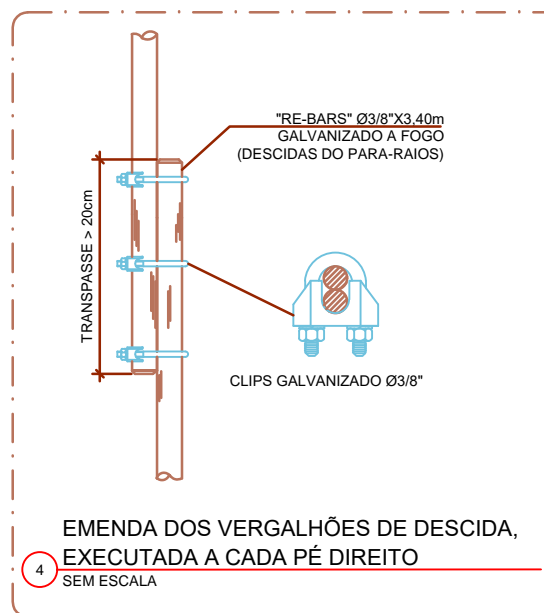 "RE-BARS" Ø3/8"X3,40m
GALVANIZADO A FOGO
(DESCIDAS DO PARA-RAIOS)
TRANSPASSE > 20cm
CLIPS GALVANIZADO Ø3/8"
EMENDA DOS VERGALHÕES DE DESCIDA,
EXECUTADA A CADA PÉ DIREITO
4
SEM ESCALA